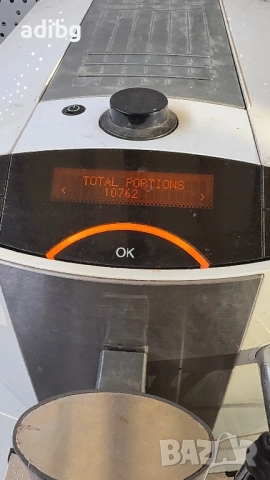 adibg
TOTAL PORTIONS
< 10762 >
OK
BAZAR